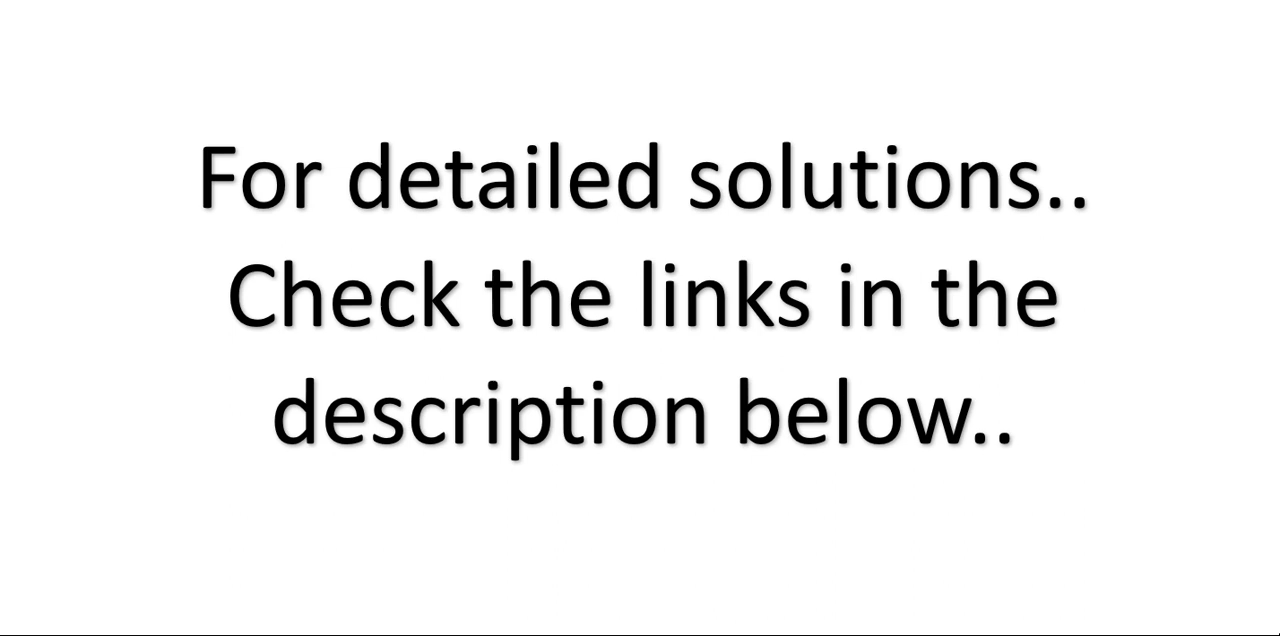 For detailed solutions..
Check the links in the
description below..